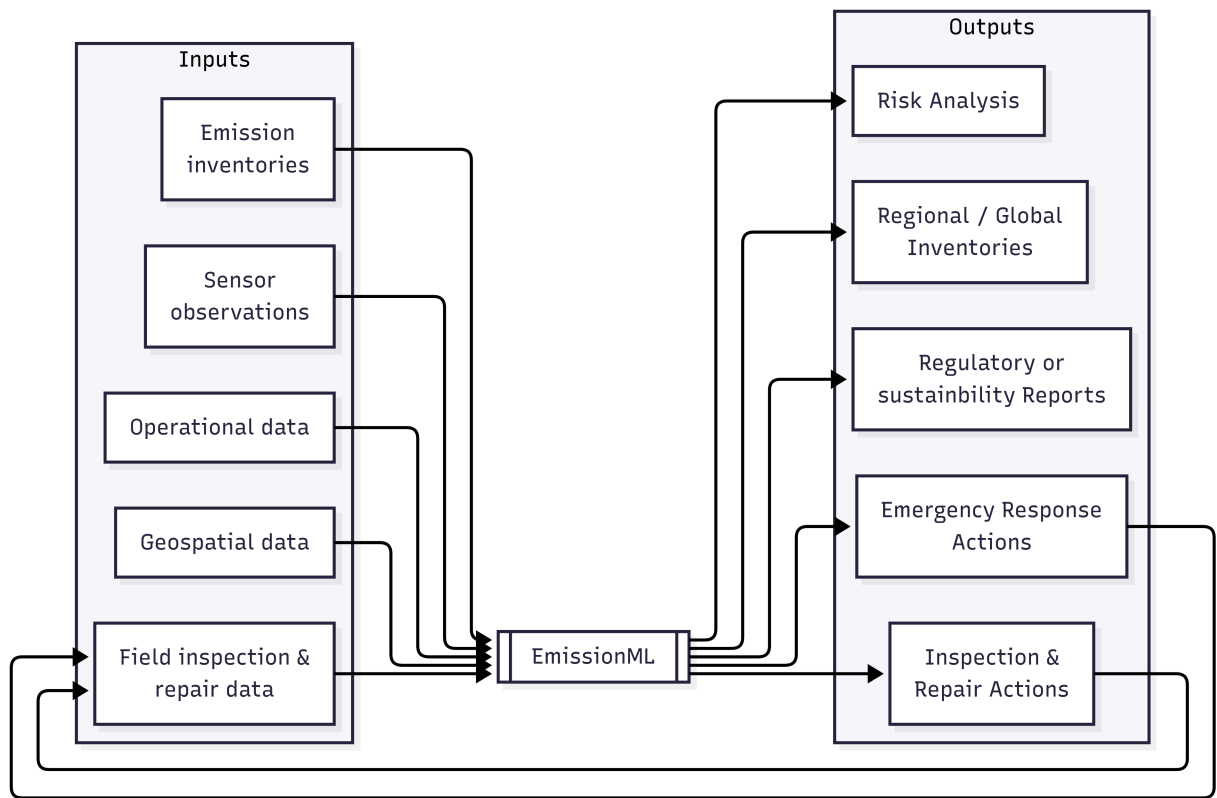 Inputs
Emission
inventories
Sensor
observations
Operational data
Geospatial data
Field inspection &
repair data
EmissionML
Outputs
Risk Analysis
Regional / Global
Inventories
Regulatory or
sustainbility Reports
Emergency Response
Actions
Inspection &
Repair Actions